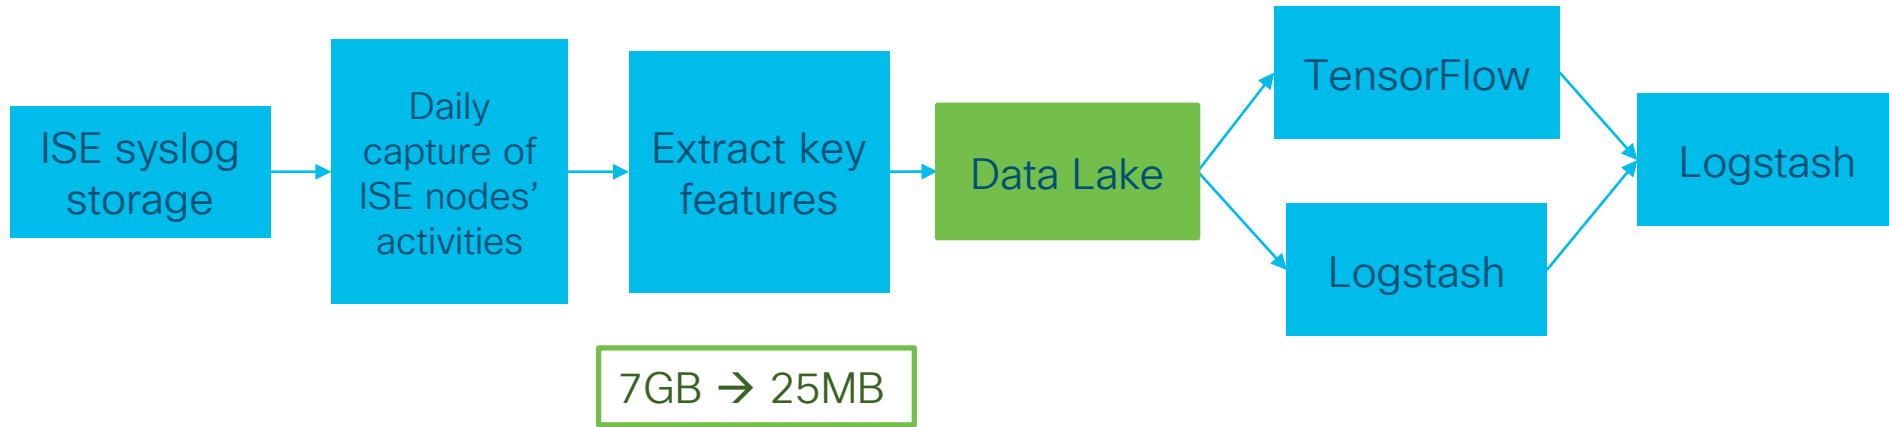 ISE syslog
storage
Daily
capture of
ISE nodes’
activities
Extract key
features
7GB → 25MB
Data Lake
TensorFlow
Logstash
Logstash